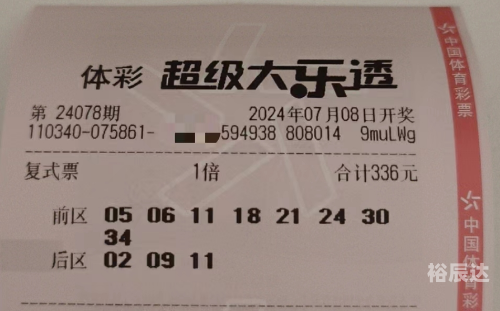 体彩 超级大乐透
第 24078期 2024年07月08日开奖
110340-075861- 594938 808014 9muLWg
复式票 1倍 合计336元
前区 05 06 11 18 21 24 30
34
后区 02 09 11
中国体育彩票
中国体育彩票
裕辰达